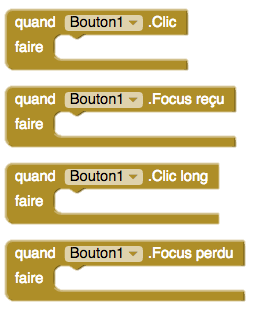 quand Bouton1 .Clic
faire
quand Bouton1 .Focus reçu
faire
quand Bouton1 .Clic long
faire
quand Bouton1 .Focus perdu
faire